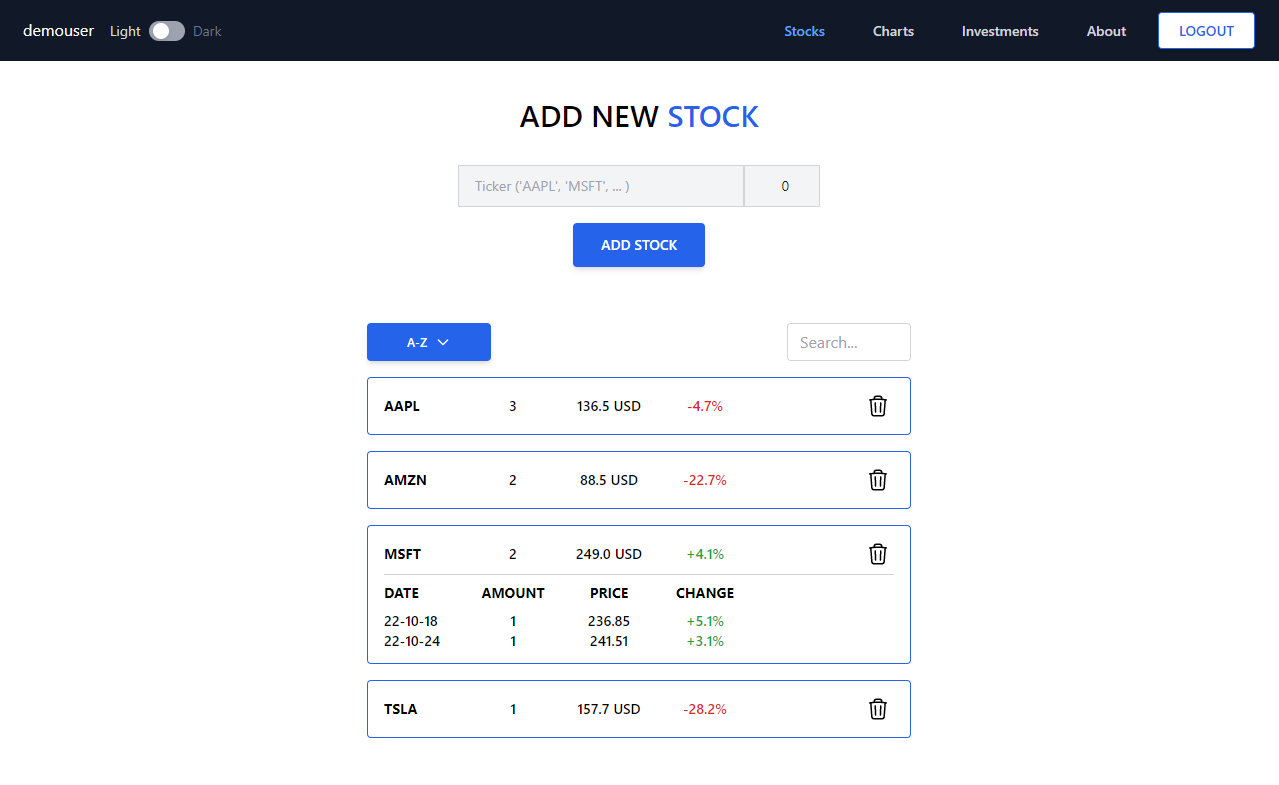 demouser Light Dark Stocks Charts Investments About LOGOUT
ADD NEW STOCK
Ticker ('AAPL', 'MSFT', ... ) 0
ADD STOCK
A-Z Search...
AAPL 3 136.5 USD -4.7%
AMZN 2 88.5 USD -22.7%
MSFT 2 249.0 USD +4.1%
DATE AMOUNT PRICE CHANGE
22-10-18 1 236.85 +5.1%
22-10-24 1 241.51 +3.1%
TSLA 1 157.7 USD -28.2%